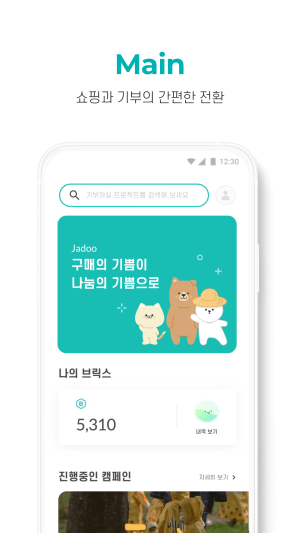 Main
쇼핑과 기부의 간편한 전환
12:30
기부하실 프로젝트를 검색해 보세요
Jadoo
구매의 기쁨이
나눔의 기쁨으로
나의 브릭스
5,310
내역 보기
진행중인 캠페인
자세히 보기